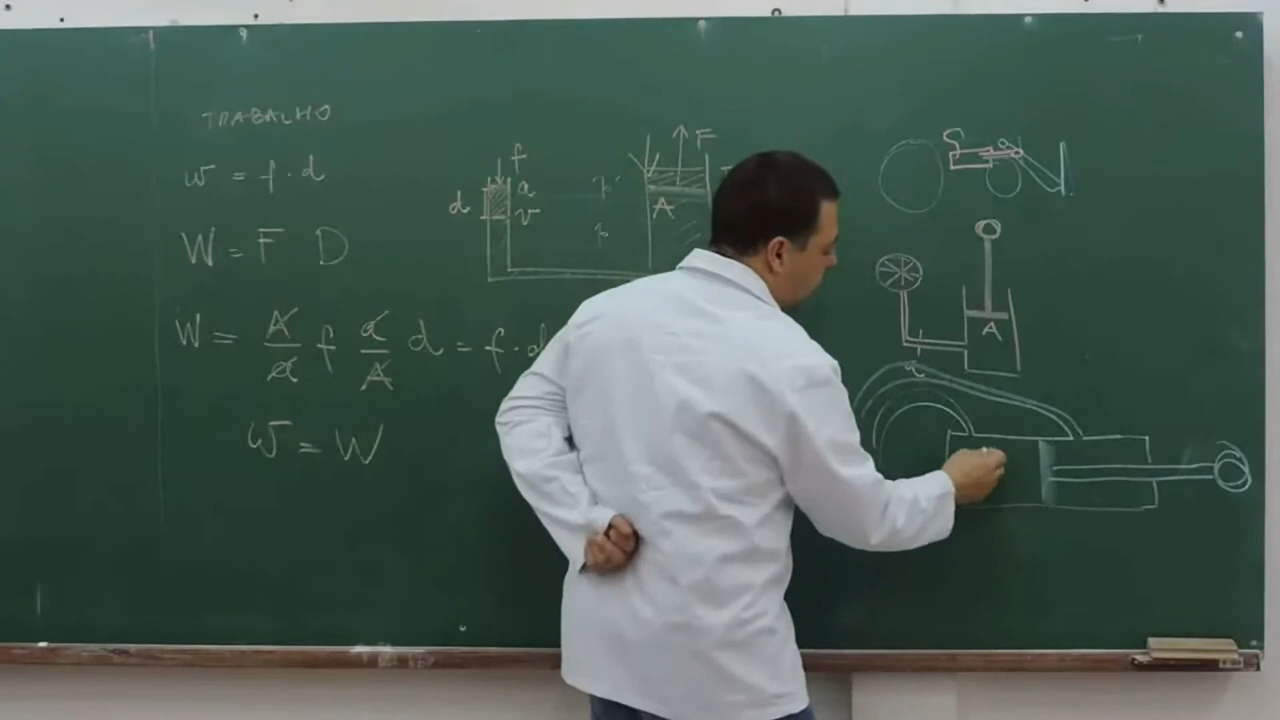 TRABALHO
w = f . d
W = F D
W = A/a f a/A d = f . d
w = W
f
d
a
v
p
p
F
A
A
a